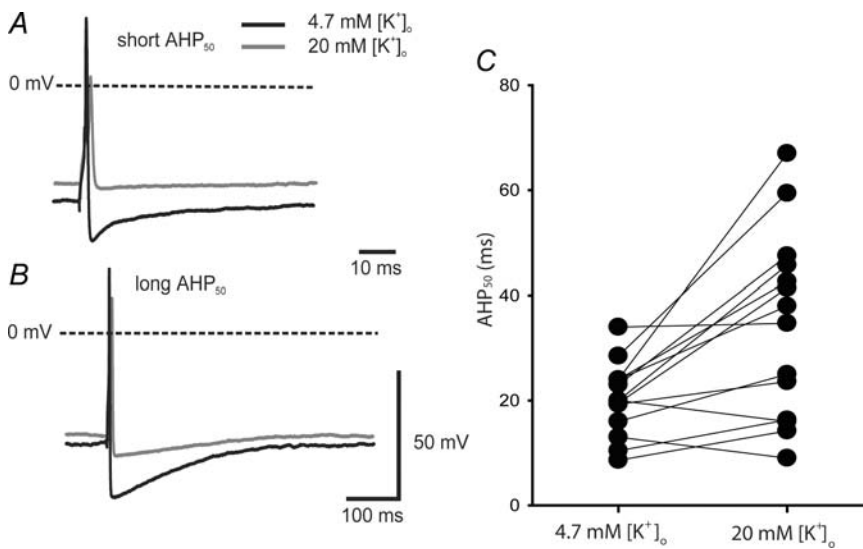 A
short AHP₅₀
4.7 mM [K⁺]ₒ
20 mM [K⁺]ₒ
0 mV
10 ms
B
long AHP₅₀
0 mV
50 mV
100 ms
C
AHP₅₀ (ms)
80
60
40
20
0
4.7 mM [K⁺]ₒ
20 mM [K⁺]ₒ